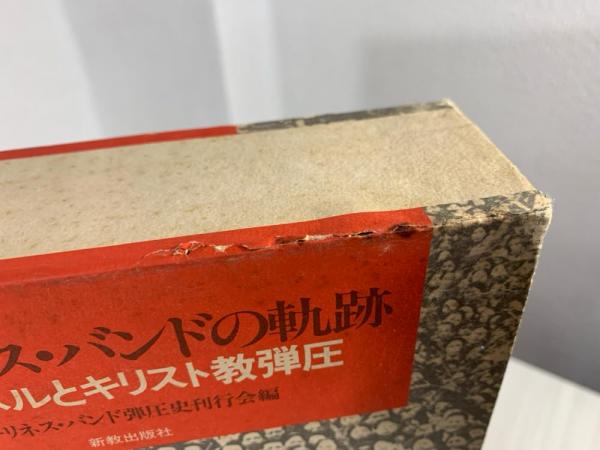 ス・バンドの軌跡
ルとキリスト教弾圧
リネス・バンド弾圧史刊行会編
新教出版社